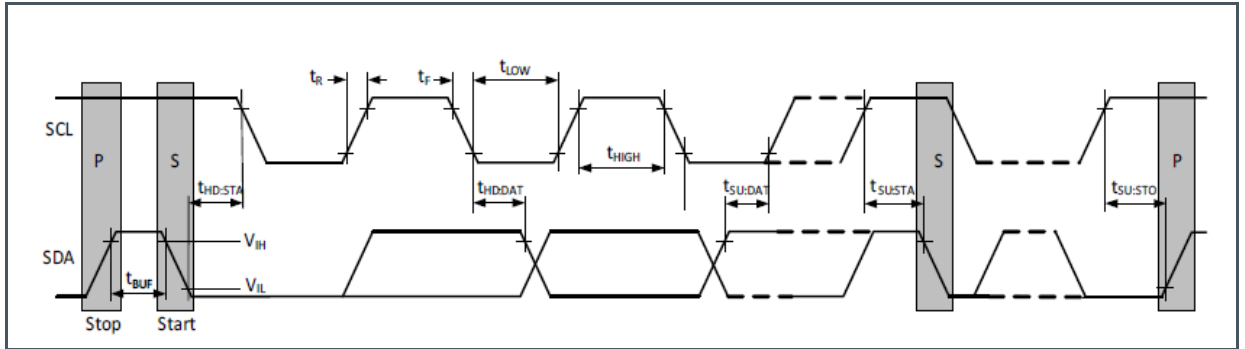 tR tF tLOW
SCL
P S tHIGH S P
tHD:STA tHD:DAT tSU:DAT tSU:STA tSU:STO
VIH
SDA
tBUF VIL
Stop Start